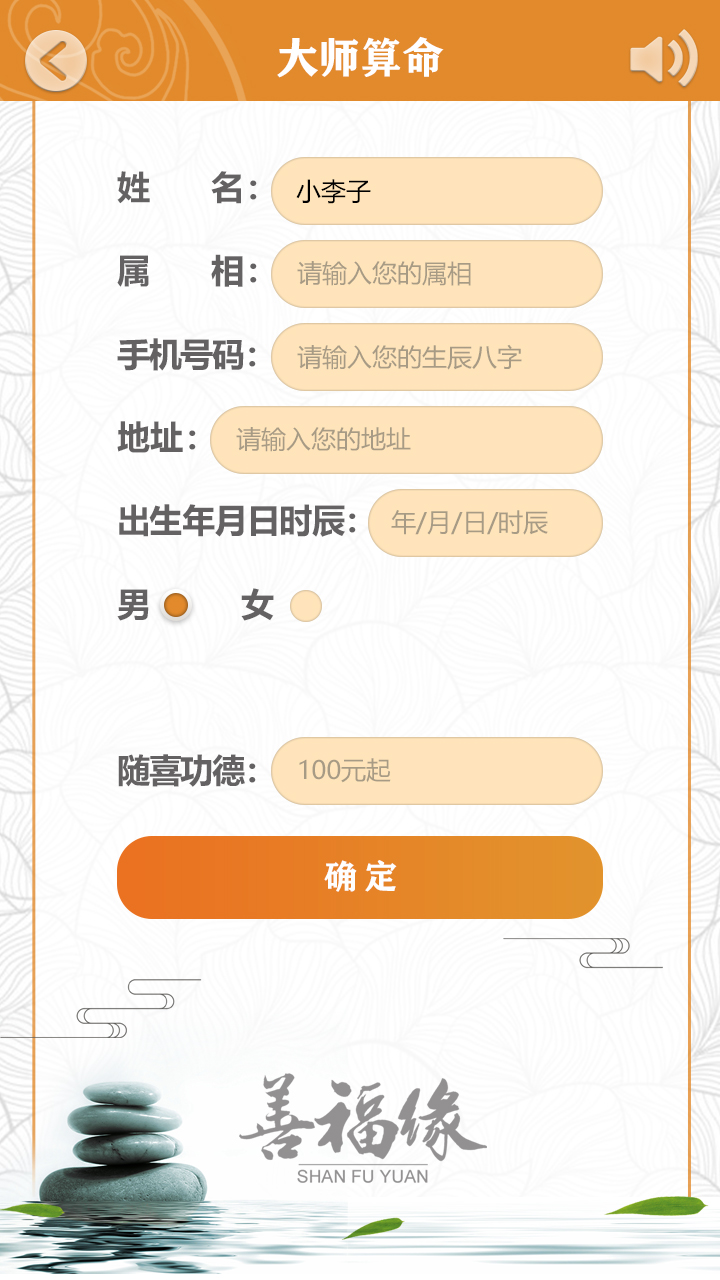 大师算命
姓 名：小李子
属 相：请输入您的属相
手机号码：请输入您的生辰八字
地址：请输入您的地址
出生年月日时辰：年/月/日/时辰
男 女
随喜功德：100元起
确定
善福缘
SHAN FU YUAN